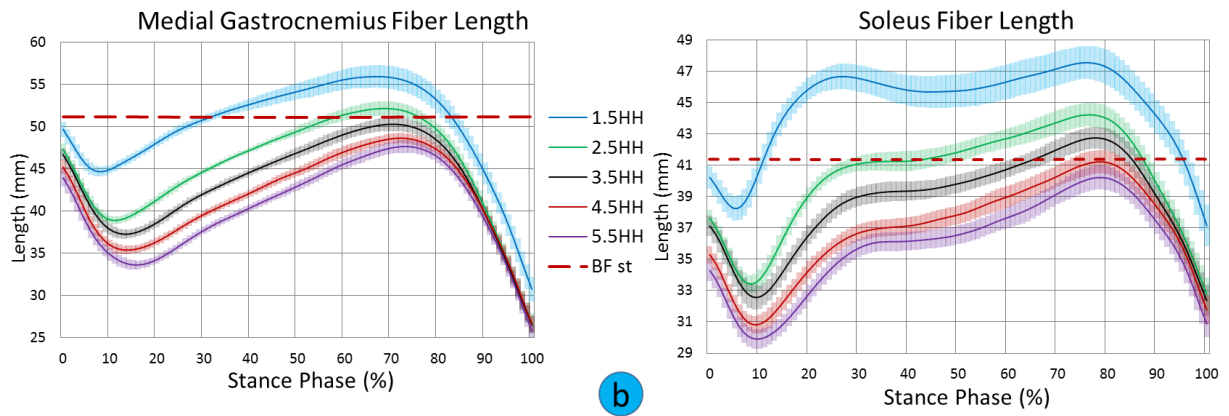 Medial Gastrocnemius Fiber Length
60
55
50
45
40
35
30
25
Length (mm)
0 10 20 30 40 50 60 70 80 90 100
Stance Phase (%)
1.5HH
2.5HH
3.5HH
4.5HH
5.5HH
BF st
b
Soleus Fiber Length
49
47
45
43
41
39
37
35
33
31
29
Length (mm)
0 10 20 30 40 50 60 70 80 90 100
Stance Phase (%)